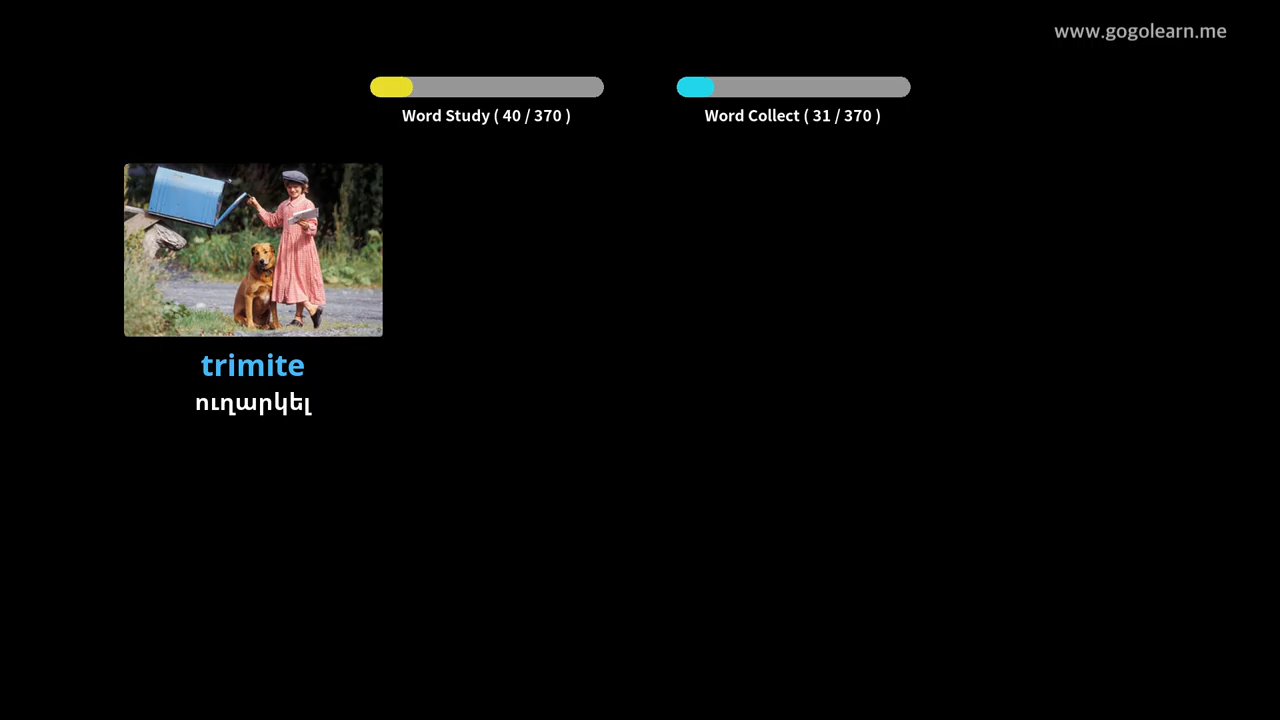 www.gogolearn.me
Word Study ( 40 / 370 )
Word Collect ( 31 / 370 )
trimite
ուղարկել